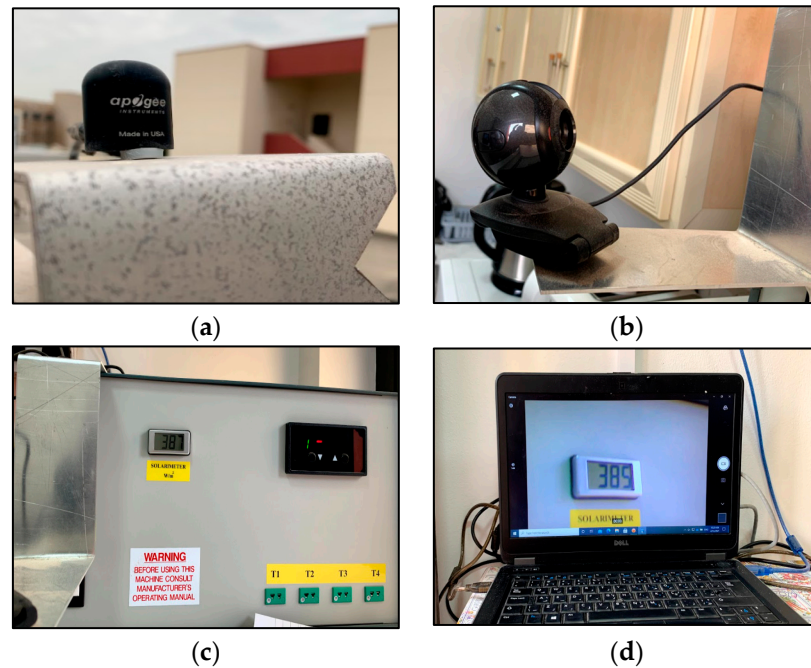 apogee
INSTRUMENTS
Made in USA
(a)
(b)
387
SOLARIMETER
W/m²
WARNING
BEFORE USING THIS
MACHINE CONSULT
MANUFACTURER'S
OPERATING MANUAL
T1 T2 T3 T4
(c)
389
SOLARIMETER
DELL
(d)